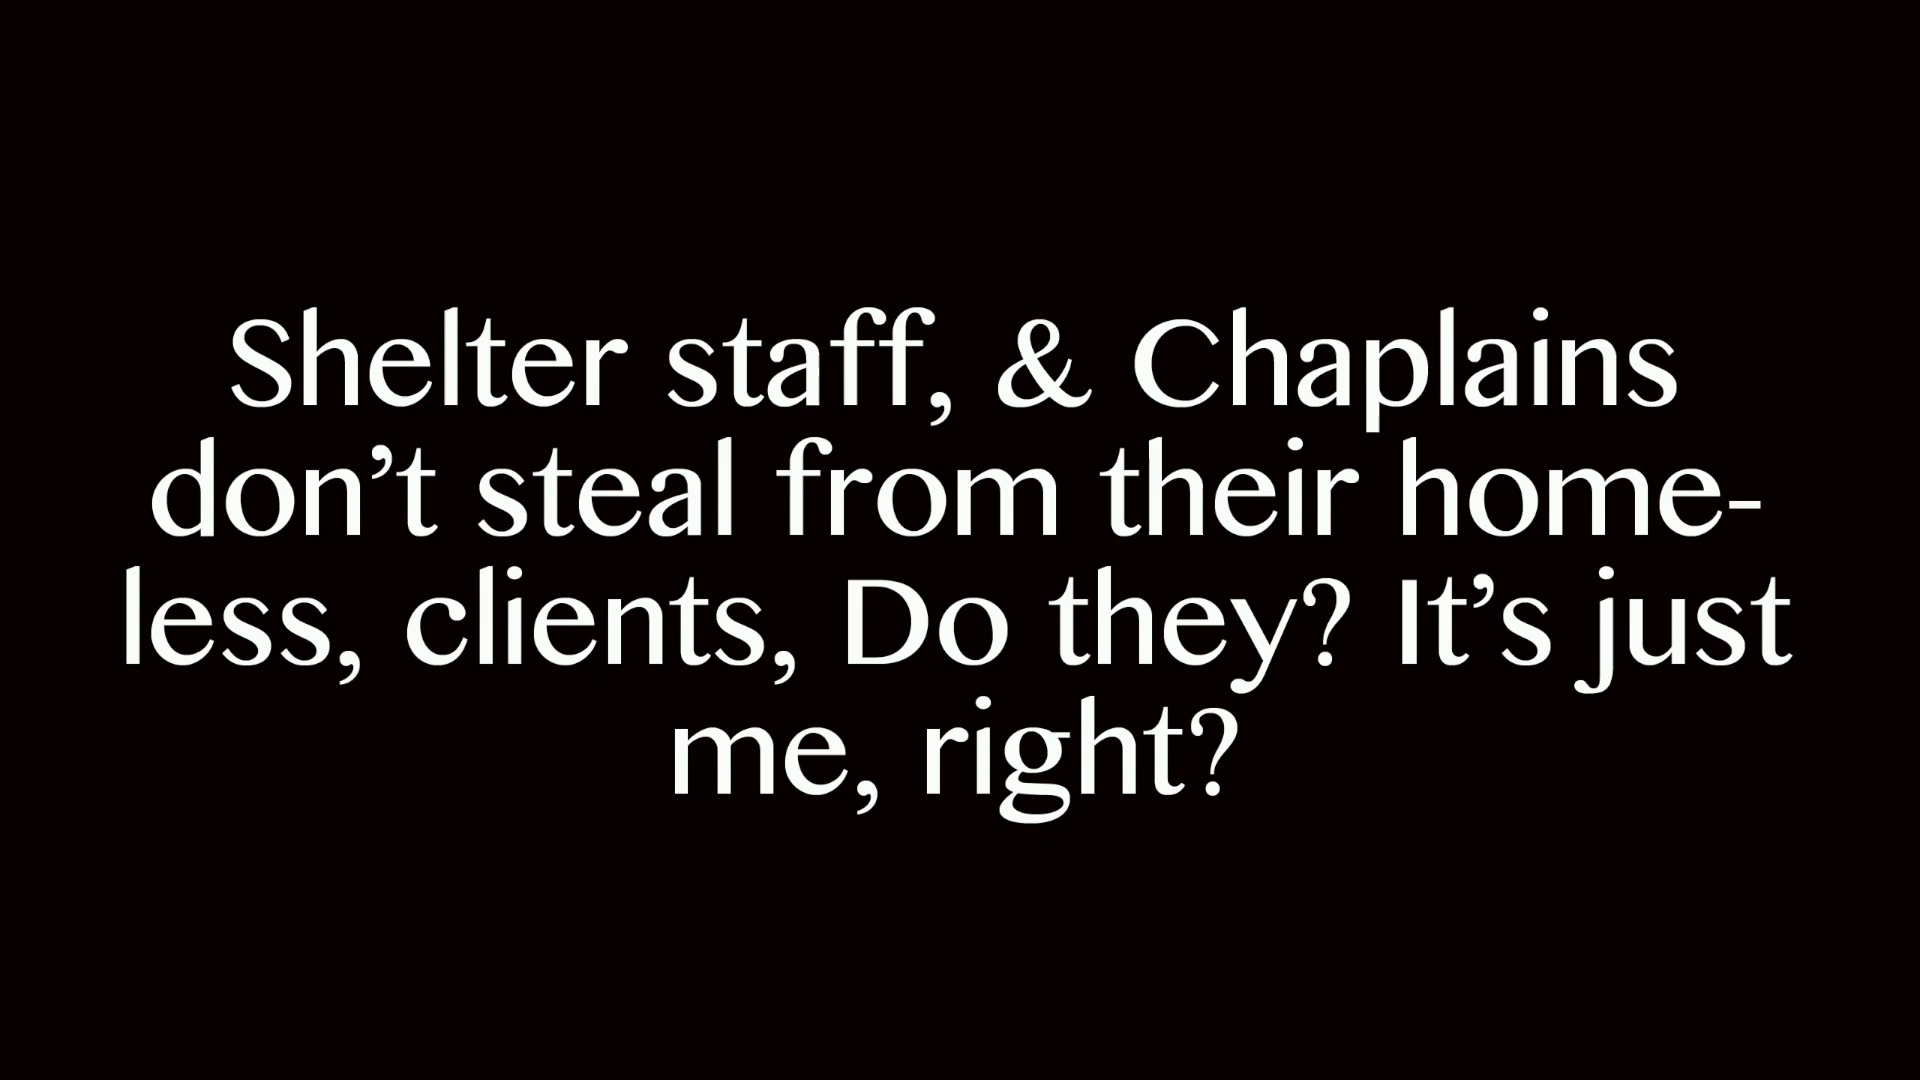 Shelter staff, & Chaplains
don’t steal from their home-
less, clients, Do they? It’s just
me, right?